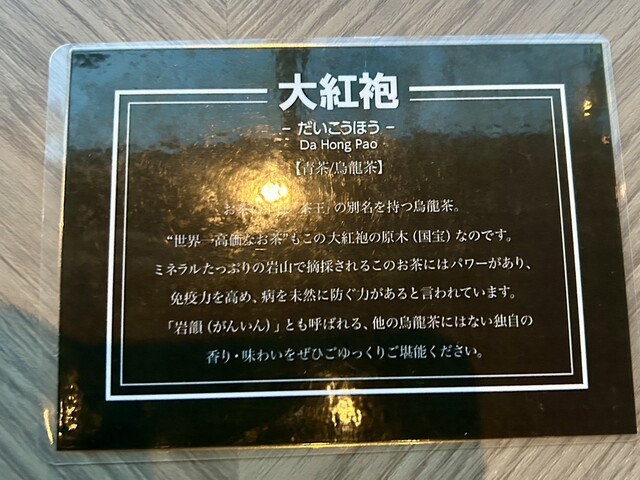 大紅袍
- だいこうほう -
Da Hong Pao
【青茶/烏龍茶】
お茶 茶王」の別名を持つ烏龍茶。
“世界一高価なお茶”もこの大紅袍の原木(国宝)なのです。
ミネラルたっぷりの岩山で摘採されるこのお茶にはパワーがあり、
免疫力を高め、病を未然に防ぐ力があると言われています。
「岩韻(がんいん)」とも呼ばれる、他の烏龍茶にはない独自の
香り・味わいをぜひごゆっくりご堪能ください。